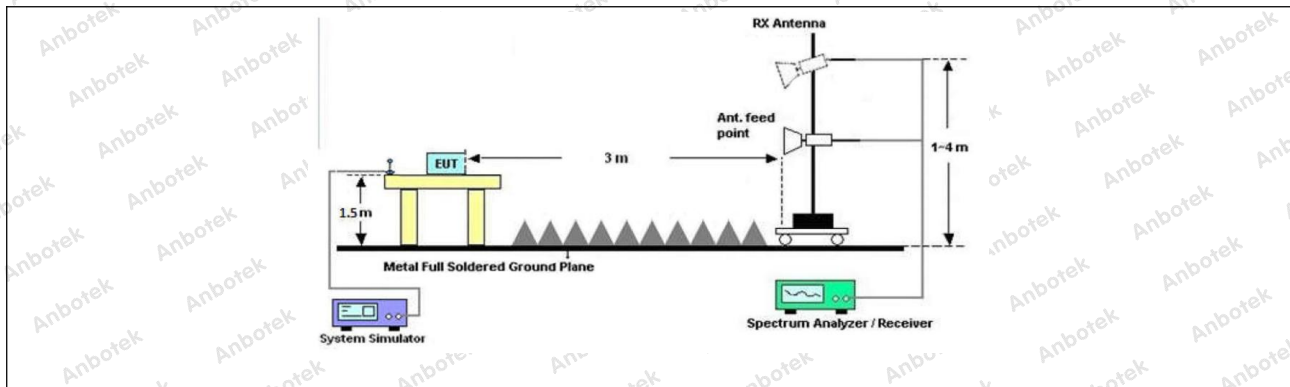 RX Antenna
Ant. feed
point
1~4 m
3 m
EUT
1.5 m
Metal Full Soldered Ground Plane
System Simulator
Spectrum Analyzer / Receiver
Anbotek